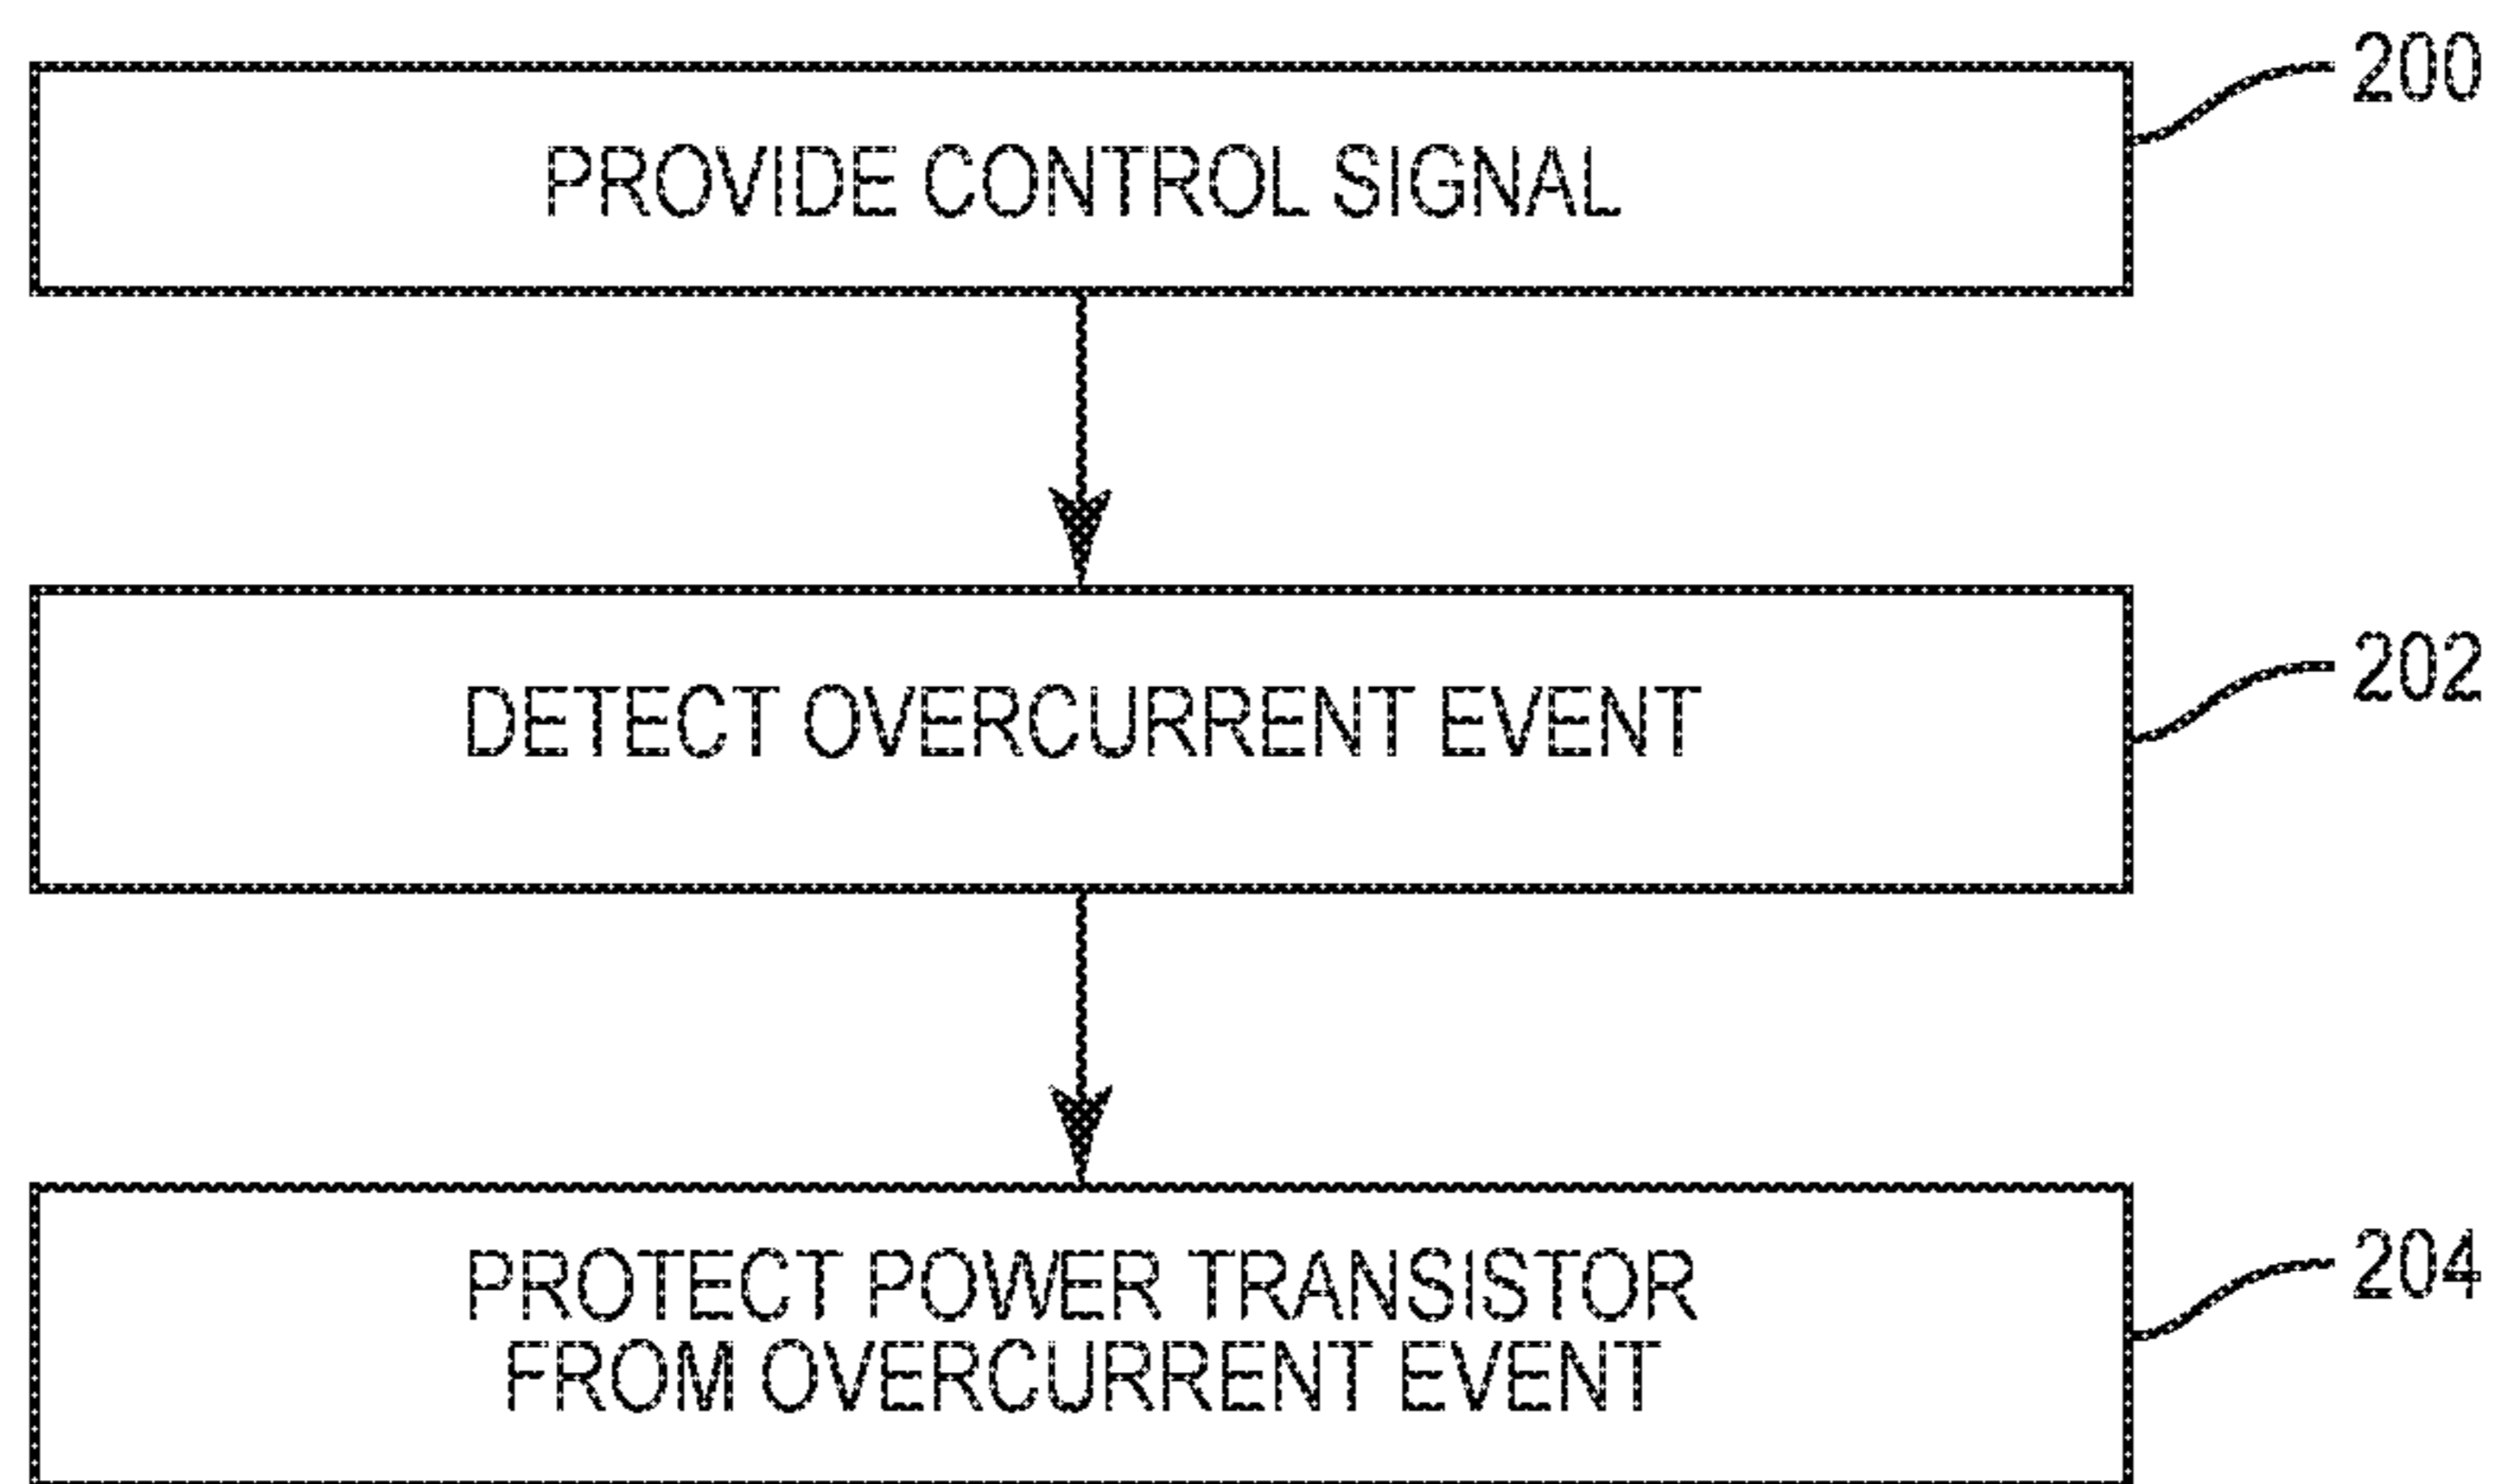 200
PROVIDE CONTROL SIGNAL
202
DETECT OVERCURRENT EVENT
204
PROTECT POWER TRANSISTOR
FROM OVERCURRENT EVENT